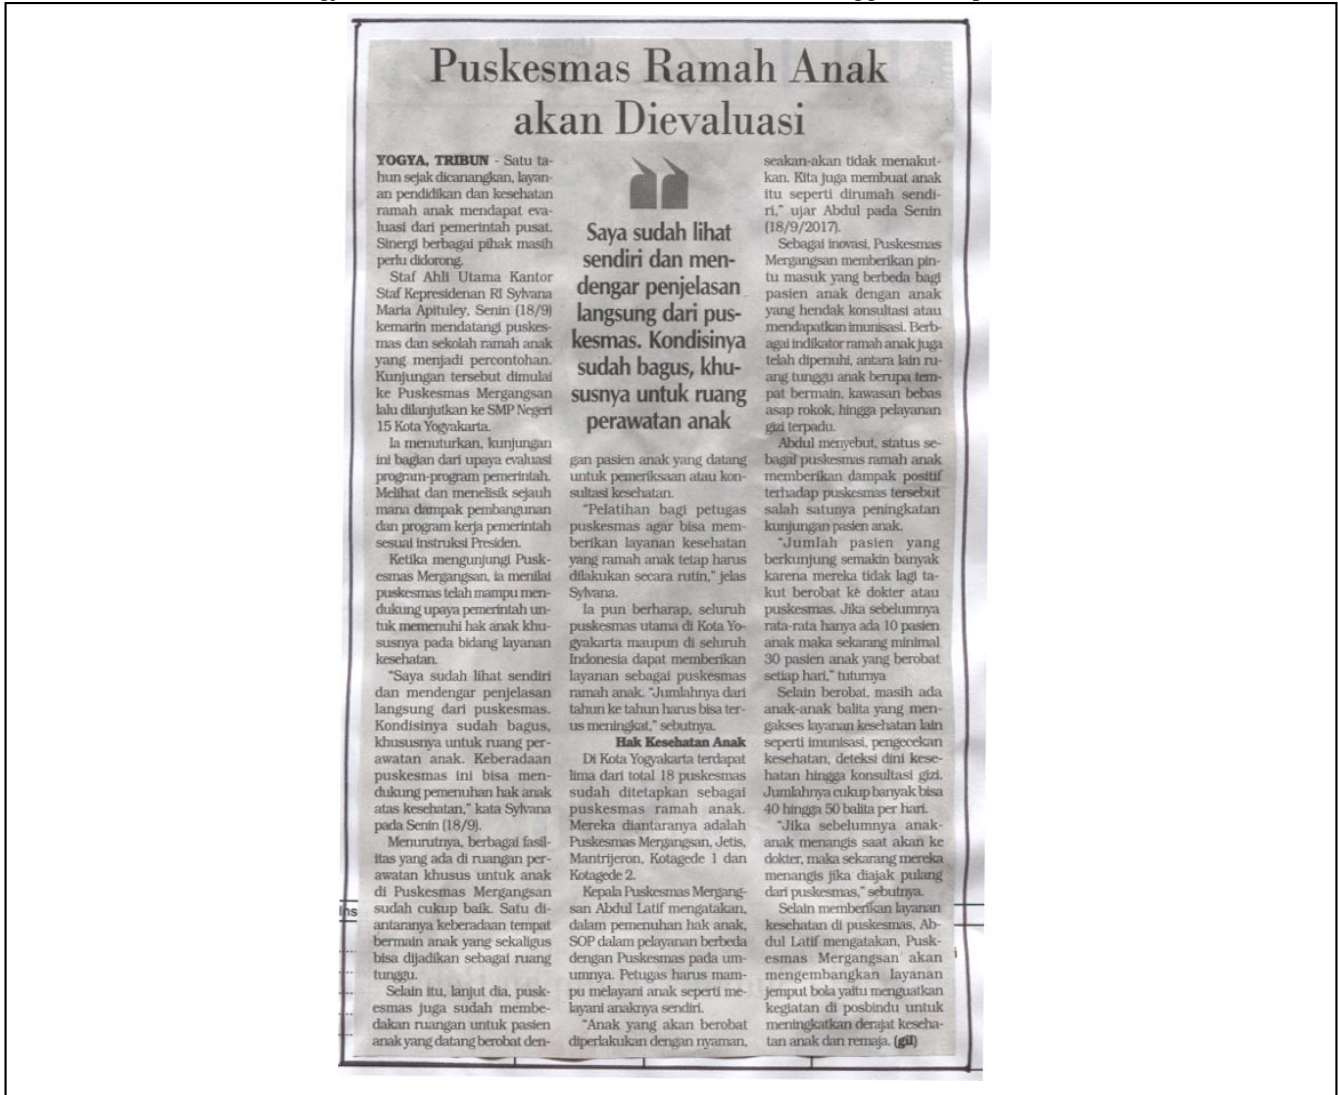 Puskesmas Ramah Anak
akan Dievaluasi
YOGYA, TRIBUN - Satu ta-
hun sejak dicanangkan, layan-
an pendidikan dan kesehatan
ramah anak mendapat eva-
luasi dari pemerintah pusat.
Sinergi berbagai pihak masih
perlu didorong.
Staf Ahli Utama Kantor
Staf Kepresidenan RI Sylvana
Maria Apituley, Senin (18/9)
kemarin mendatangi puskes-
mas dan sekolah ramah anak
yang menjadi percontohan.
Kunjungan tersebut dimulai
ke Puskesmas Mergangsan
lalu dilanjutkan ke SMP Negeri
15 Kota Yogyakarta.
Ia menuturkan, kunjungan
ini bagian dari upaya evaluasi
program-program pemerintah.
Melihat dan menelisik sejauh
mana dampak pembangunan
dan program kerja pemerintah
sesuai instruksi Presiden.
Ketika mengunjungi Pusk-
esmas Mergangsan, ia menilai
puskesmas telah mampu men-
dukung upaya pemerintah un-
tuk memenuhi hak anak khu-
susnya pada bidang layanan
kesehatan.
"Saya sudah lihat sendiri
dan mendengar penjelasan
langsung dari puskesmas.
Kondisinya sudah bagus,
khususnya untuk ruang per-
awatan anak. Keberadaan
puskesmas ini bisa men-
dukung pemenuhan hak anak
atas kesehatan," kata Sylvana
pada Senin (18/9).
Menurutnya, berbagai fasil-
itas yang ada di ruangan per-
awatan khusus untuk anak
di Puskesmas Mergangsan
sudah cukup baik. Satu di-
antaranya keberadaan tempat
bermain anak yang sekaligus
bisa dijadikan sebagai ruang
tunggu.
Selain itu, lanjut dia, pusk-
esmas juga sudah membe-
dakan ruangan untuk pasien
anak yang datang berobat den-
Saya sudah lihat
sendiri dan men-
dengar penjelasan
langsung dari pus-
kesmas. Kondisinya
sudah bagus, khu-
susnya untuk ruang
perawatan anak
gan pasien anak yang datang
untuk pemeriksaan atau kon-
sultasi kesehatan.
"Pelatihan bagi petugas
puskesmas agar bisa mem-
berikan layanan kesehatan
yang ramah anak tetap harus
dilakukan secara rutin," jelas
Sylvana.
Ia pun berharap, seluruh
puskesmas utama di Kota Yo-
gyakarta maupun di seluruh
Indonesia dapat memberikan
layanan sebagai puskesmas
ramah anak. "Jumlahnya dari
tahun ke tahun harus bisa ter-
us meningkat," sebutnya.
Hak Kesehatan Anak
Di Kota Yogyakarta terdapat
lima dari total 18 puskesmas
sudah ditetapkan sebagai
puskesmas ramah anak.
Mereka diantaranya adalah
Puskesmas Mergangsan, Jetis,
Mantrijeron, Kotagede 1 dan
Kotagede 2.
Kepala Puskesmas Mergang-
san Abdul Latif mengatakan,
dalam pemenuhan hak anak,
SOP dalam pelayanan berbeda
dengan Puskesmas pada um-
umnya. Petugas harus mam-
pu melayani anak seperti me-
layani anaknya sendiri.
"Anak yang akan berobat
diperlakukan dengan nyaman,
seakan-akan tidak menakut-
kan. Kita juga membuat anak
itu seperti dirumah sendi-
ri," ujar Abdul pada Senin
(18/9/2017).
Sebagai inovasi, Puskesmas
Mergangsan memberikan pin-
tu masuk yang berbeda bagi
pasien anak dengan anak
yang hendak konsultasi atau
mendapatkan imunisasi. Berb-
agai indikator ramah anak juga
telah dipenuhi, antara lain ru-
ang tunggu anak berupa tem-
pat bermain, kawasan bebas
asap rokok, hingga pelayanan
gizi terpadu.
Abdul menyebut, status se-
bagai puskesmas ramah anak
memberikan dampak positif
terhadap puskesmas tersebut
salah satunya peningkatan
kunjungan pasien anak.
"Jumlah pasien yang
berkunjung semakin banyak
karena mereka tidak lagi ta-
kut berobat ke dokter atau
puskesmas. Jika sebelumnya
rata-rata hanya ada 10 pasien
anak maka sekarang minimal
30 pasien anak yang berobat
setiap hari," tuturnya
Selain berobat, masih ada
anak-anak balita yang men-
gakses layanan kesehatan lain
seperti imunisasi, pengecekan
kesehatan, deteksi dini kese-
hatan hingga konsultasi gizi.
Jumlahnya cukup banyak bisa
40 hingga 50 balita per hari.
"Jika sebelumnya anak-
anak menangis saat akan ke
dokter, maka sekarang mereka
menangis jika diajak pulang
dari puskesmas," sebutnya.
Selain memberikan layanan
kesehatan di puskesmas, Ab-
dul Latif mengatakan, Pusk-
esmas Mergangsan akan
mengembangkan layanan
jemput bola yaitu menguatkan
kegiatan di posbindu untuk
meningkatkan derajat keseha-
tan anak dan remaja. (gil)